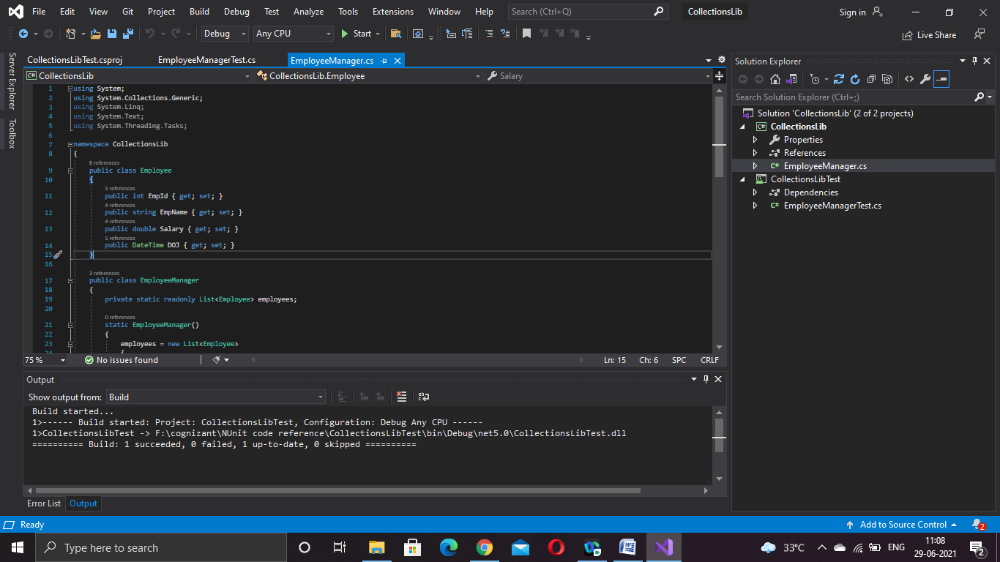 File Edit View Git Project Build Debug Test Analyze Tools Extensions Window Help Search (Ctrl+Q) CollectionsLib Sign in
Debug Any CPU Start Live Share
Server Explorer
Toolbox
CollectionsLibTest.csproj EmployeeManagerTest.cs EmployeeManager.cs
CollectionsLib CollectionsLib.Employee Salary
1 using System;
2 using System.Collections.Generic;
3 using System.Linq;
4 using System.Text;
5 using System.Threading.Tasks;
6
7 namespace CollectionsLib
8 {
8 references
9 public class Employee
10 {
5 references
11 public int EmpId { get; set; }
4 references
12 public string EmpName { get; set; }
4 references
13 public double Salary { get; set; }
5 references
14 public DateTime DOJ { get; set; }
15 }
16
3 references
17 public class EmployeeManager
18 {
19 private static readonly List<Employee> employees;
20
0 references
21 static EmployeeManager()
22 {
23 employees = new List<Employee>
24 {
75 % No issues found Ln: 15 Ch: 6 SPC CRLF
Output
Show output from: Build
Build started...
1>------ Build started: Project: CollectionsLibTest, Configuration: Debug Any CPU ------
1>CollectionsLibTest -> F:\cognizant\NUnit code reference\CollectionsLibTest\bin\Debug\net5.0\CollectionsLibTest.dll
========== Build: 1 succeeded, 0 failed, 1 up-to-date, 0 skipped ==========
Error List Output
Solution Explorer
Search Solution Explorer (Ctrl+;)
Solution 'CollectionsLib' (2 of 2 projects)
C# CollectionsLib
Properties
References
C# EmployeeManager.cs
CollectionsLibTest
Dependencies
C# EmployeeManagerTest.cs
Ready Add to Source Control 2
Type here to search 33°C ENG 11:08 2
29-06-2021